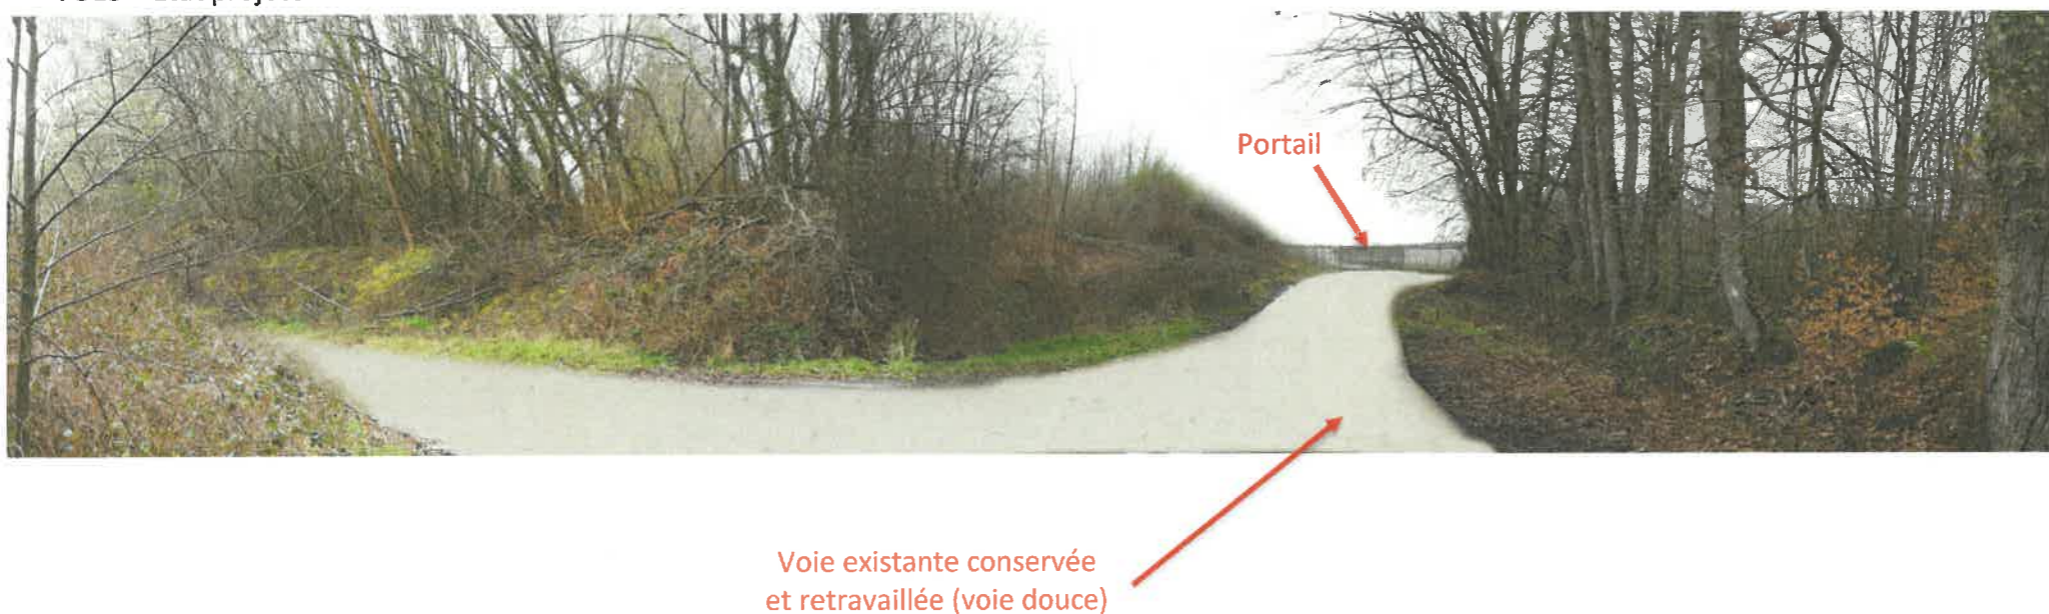 Portail
Voie existante conservée
et retravaillée (voie douce)